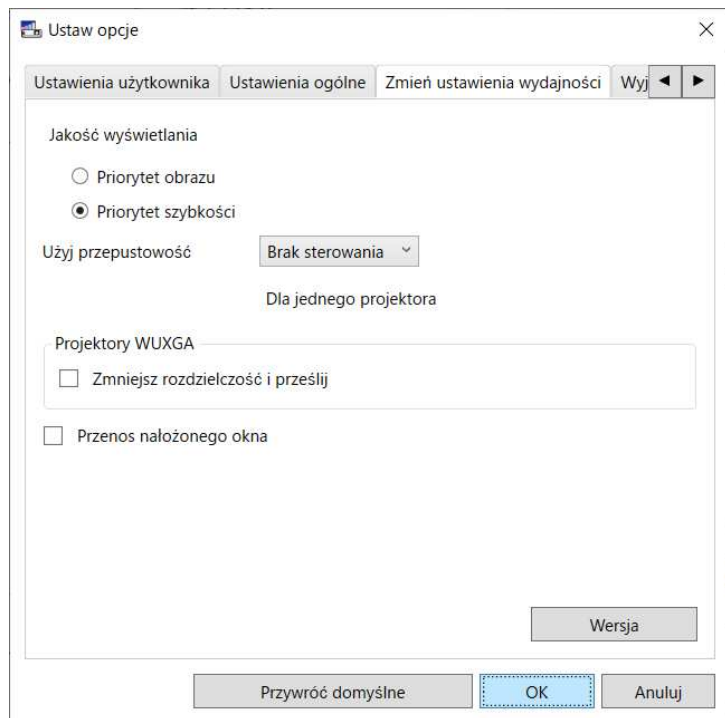 Ustaw opcje
Ustawienia użytkownika Ustawienia ogólne Zmień ustawienia wydajności Wyj
Jakość wyświetlania
Priorytet obrazu
Priorytet szybkości
Użyj przepustowość Brak sterowania
Dla jednego projektora
Projektory WUXGA
Zmniejsz rozdzielczość i prześlij
Przenos nałożonego okna
Wersja
Przywróć domyślne OK Anuluj